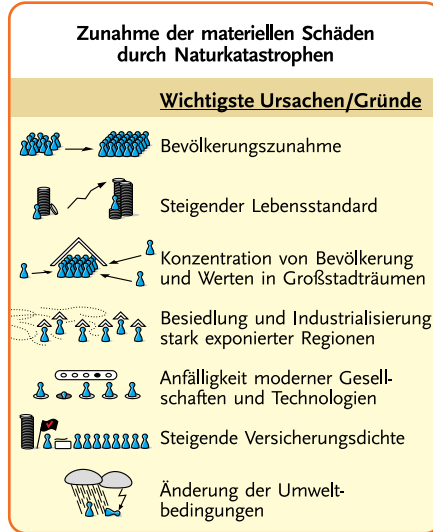 Zunahme der materiellen Schäden
durch Naturkatastrophen
Wichtigste Ursachen/Gründe
Bevölkerungszunahme
Steigender Lebensstandard
Konzentration von Bevölkerung
und Werten in Großstadträumen
Besiedlung und Industrialisierung
stark exponierter Regionen
Anfälligkeit moderner Gesell-
schaften und Technologien
Steigende Versicherungsdichte
Änderung der Umwelt-
bedingungen